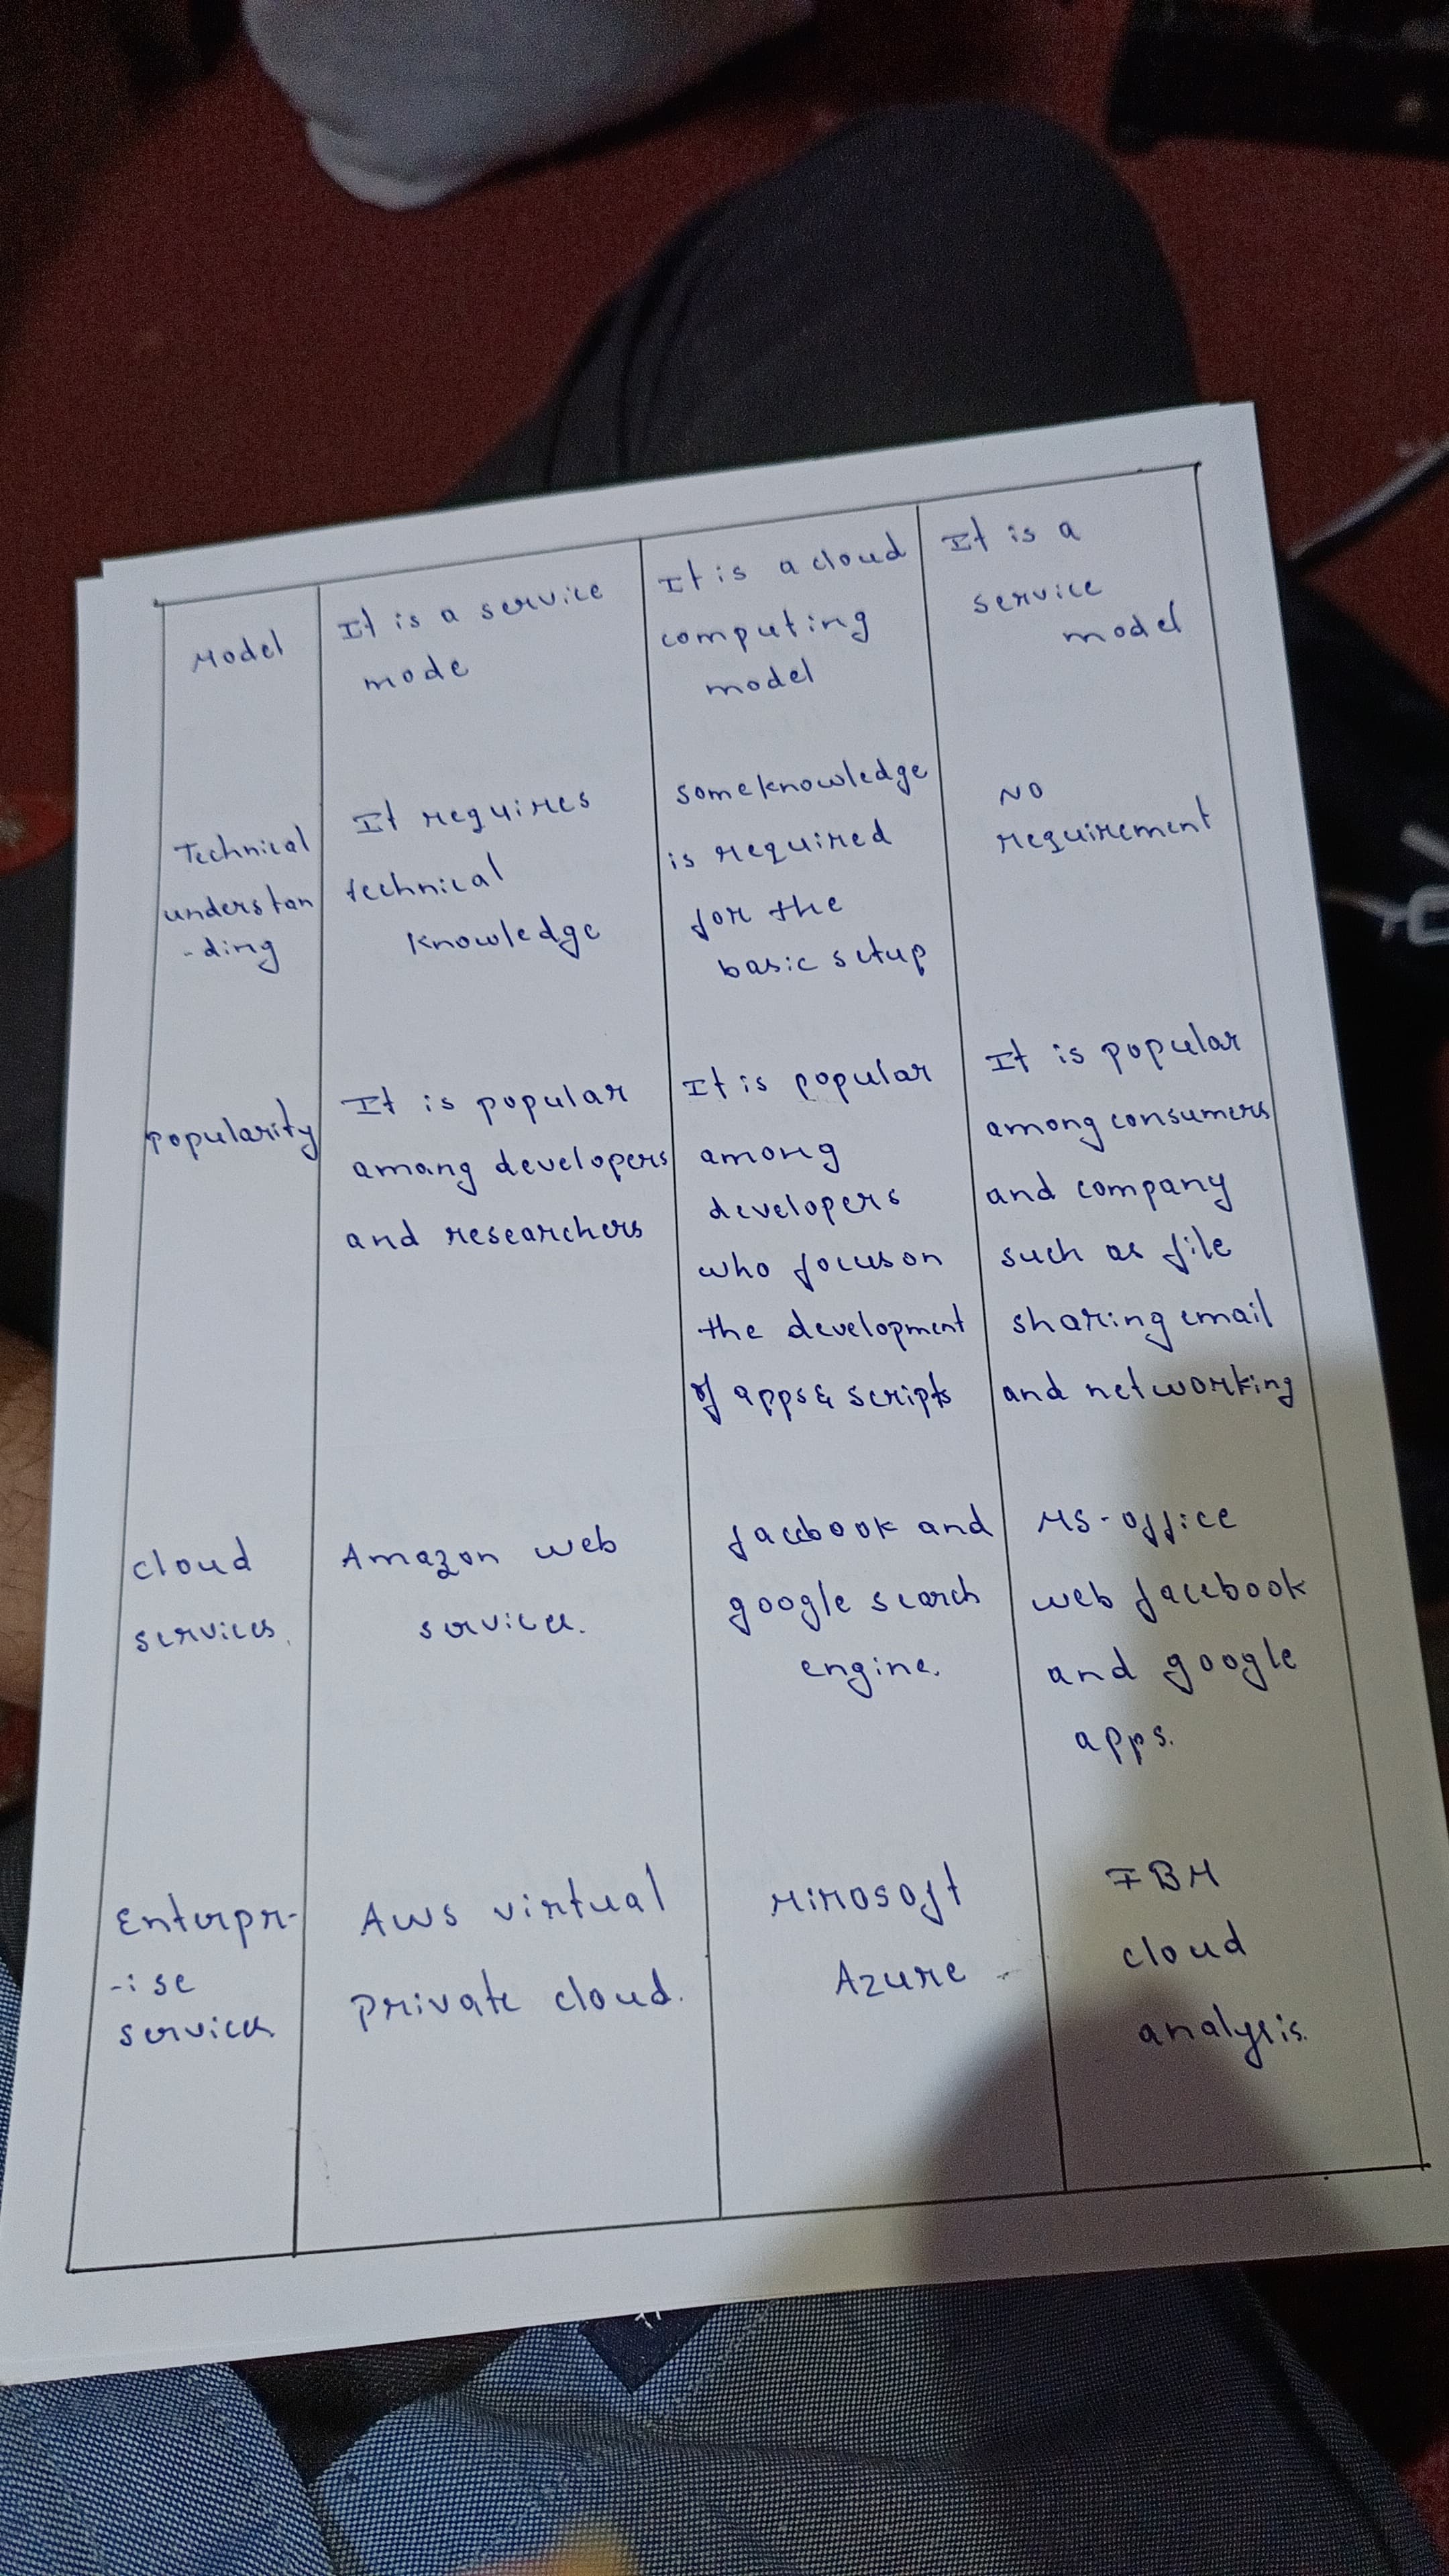 Model
It is a service
mode
It is a cloud
computing
model
It is a
service
model
Technical
understan
-ding
It requires
technical
knowledge
some knowledge
is required
for the
basic setup
NO
requirement
popularity
It is popular
among developers
and researchers
It is popular
among
developers
who focus on
the development
of apps & scripts
It is popular
among consumers
and company
such as file
sharing email
and networking
cloud
services.
Amazon web
service.
facebook and
google search
engine.
MS-office
web facebook
and google
apps.
Enterpr-
-ise
services
AWS virtual
private cloud.
Mirosoft
Azure
IBM
cloud
analysis.